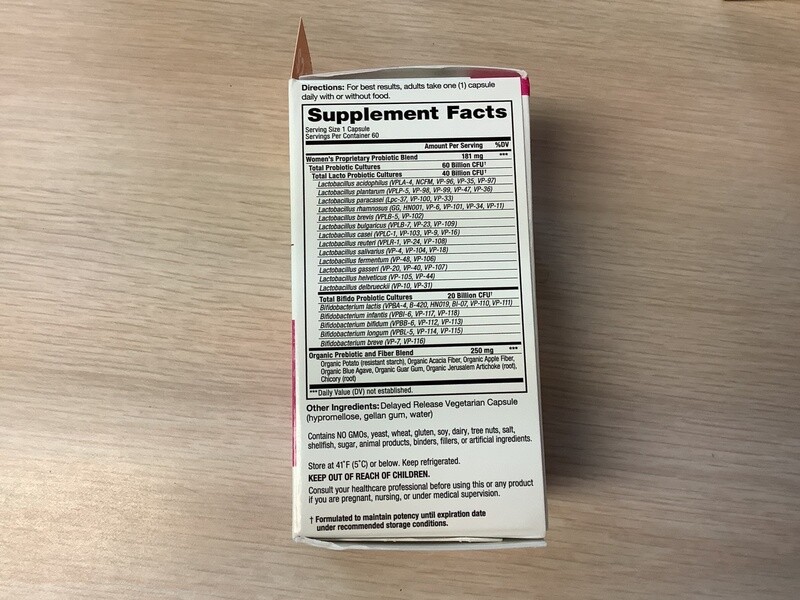 Directions: For best results, adults take one (1) capsule
daily with or without food.
Supplement Facts
Serving Size 1 Capsule
Servings Per Container 60
Amount Per Serving %DV
Women's Proprietary Probiotic Blend 181 mg ***
Total Probiotic Cultures 60 Billion CFU†
Total Lacto Probiotic Cultures 40 Billion CFU†
Lactobacillus acidophilus (VPLA-4, NCFM, VP-96, VP-35, VP-97)
Lactobacillus plantarum (VPLP-5, VP-98, VP-99, VP-47, VP-36)
Lactobacillus paracasei (Lpc-37, VP-100, VP-33)
Lactobacillus rhamnosus (GG, HN001, VP-6, VP-101, VP-34, VP-11)
Lactobacillus brevis (VPLB-5, VP-102)
Lactobacillus bulgaricus (VPLB-7, VP-23, VP-109)
Lactobacillus casei (VPLC-1, VP-103, VP-9, VP-16)
Lactobacillus reuteri (VPLR-1, VP-24, VP-108)
Lactobacillus salivarius (VP-4, VP-104, VP-18)
Lactobacillus fermentum (VP-48, VP-106)
Lactobacillus gasseri (VP-20, VP-40, VP-107)
Lactobacillus helveticus (VP-105, VP-44)
Lactobacillus delbrueckii (VP-10, VP-31)
Total Bifido Probiotic Cultures 20 Billion CFU†
Bifidobacterium lactis (VPBA-4, B-420, HN019, BI-07, VP-110, VP-111)
Bifidobacterium infantis (VPBI-6, VP-117, VP-118)
Bifidobacterium bifidum (VPBB-6, VP-112, VP-113)
Bifidobacterium longum (VPBL-5, VP-114, VP-115)
Bifidobacterium breve (VP-7, VP-116)
Organic Prebiotic and Fiber Blend 250 mg ***
Organic Potato (resistant starch), Organic Acacia Fiber, Organic Apple Fiber,
Organic Blue Agave, Organic Guar Gum, Organic Jerusalem Artichoke (root),
Chicory (root)
***Daily Value (DV) not established.
Other Ingredients: Delayed Release Vegetarian Capsule
(hypromellose, gellan gum, water)
Contains NO GMOs, yeast, wheat, gluten, soy, dairy, tree nuts, salt,
shellfish, sugar, animal products, binders, fillers, or artificial ingredients.
Store at 41˚F (5˚C) or below. Keep refrigerated.
KEEP OUT OF REACH OF CHILDREN.
Consult your healthcare professional before using this or any product
if you are pregnant, nursing, or under medical supervision.
† Formulated to maintain potency until expiration date
under recommended storage conditions.